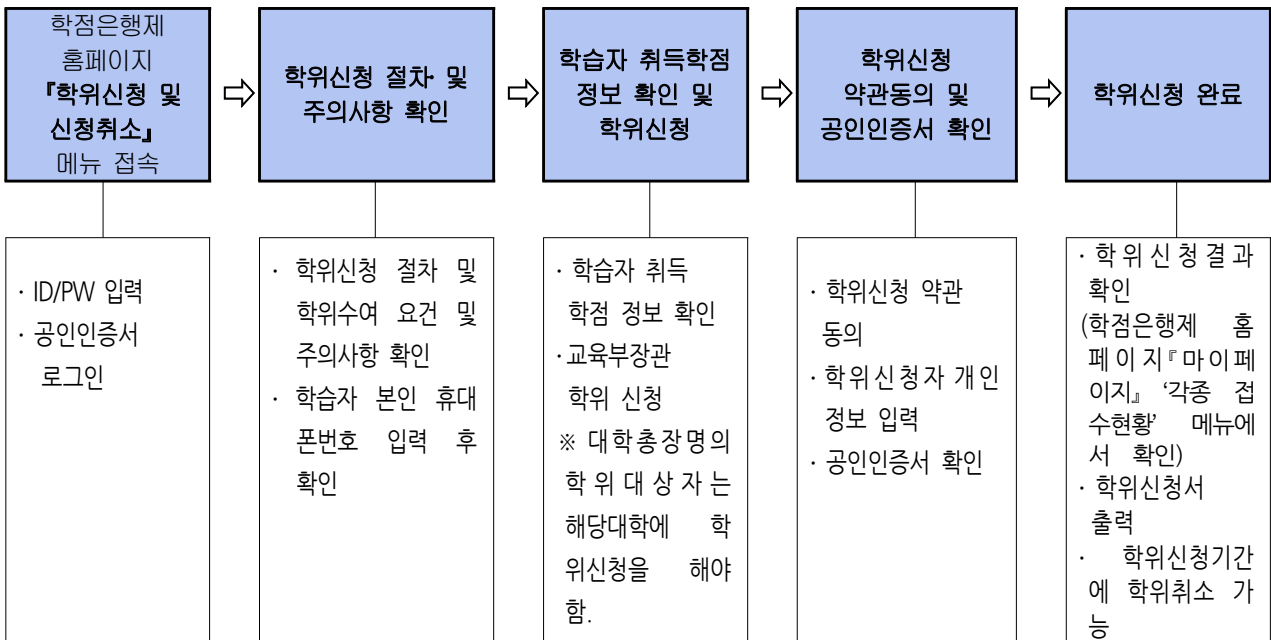 학점은행제
홈페이지
『학위신청 및
신청취소』
메뉴 접속
학위신청 절차 및
주의사항 확인
학습자 취득학점
정보 확인 및
학위신청
학위신청
약관동의 및
공인인증서 확인
학위신청 완료
· ID/PW 입력
· 공인인증서
로그인
· 학위신청 절차 및
학위수여 요건 및
주의사항 확인
· 학습자 본인 휴대
폰번호 입력 후
확인
· 학습자 취득
학점 정보 확인
· 교육부장관
학위 신청
※ 대학총장명의
학위대상자는
해당대학에 학
위신청을 해야
함.
· 학위신청 약관
동의
· 학위신청자 개인
정보 입력
· 공인인증서 확인
· 학위신청결과
확인
(학점은행제 홈
페이지『마이페
이지』 ‘각종 접
수현황’ 메뉴에
서 확인)
· 학위신청서
출력
· 학위신청기간
에 학위취소 가
능